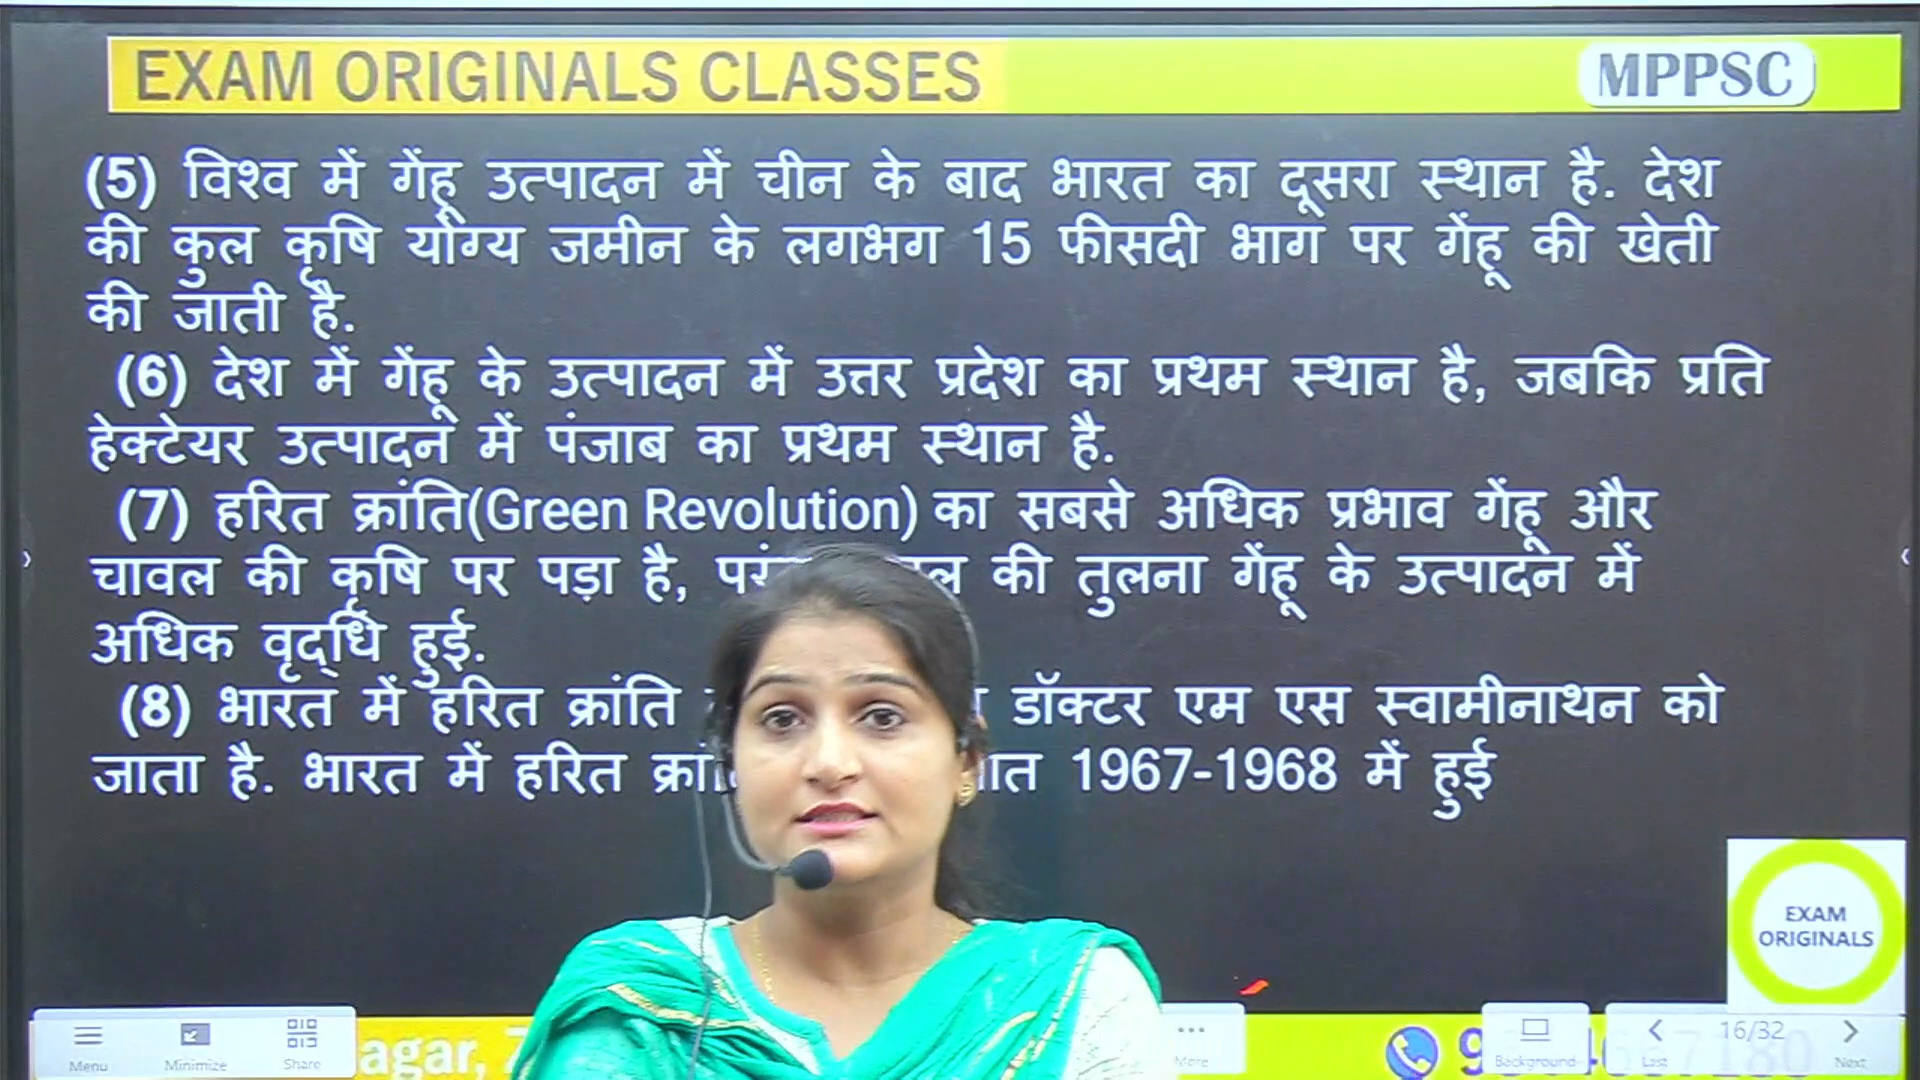 EXAM ORIGINALS CLASSES
MPPSC
(5) विश्व में गेंहू उत्पादन में चीन के बाद भारत का दूसरा स्थान है. देश
की कुल कृषि योग्य जमीन के लगभग 15 फीसदी भाग पर गेंहू की खेती
की जाती है.
(6) देश में गेंहू के उत्पादन में उत्तर प्रदेश का प्रथम स्थान है, जबकि प्रति
हेक्टेयर उत्पादन में पंजाब का प्रथम स्थान है.
(7) हरित क्रांति(Green Revolution) का सबसे अधिक प्रभाव गेंहू और
चावल की कृषि पर पड़ा है, की तुलना गेंहू के उत्पादन में
अधिक वृद्धि हुई.
(8) भारत में हरित क्रांति डॉक्टर एम एस स्वामीनाथन को
जाता है. भारत में हरित 1967-1968 में हुई
EXAM
ORIGINALS
Menu
Minimize
Share
More
Background
Last
16/32
Next